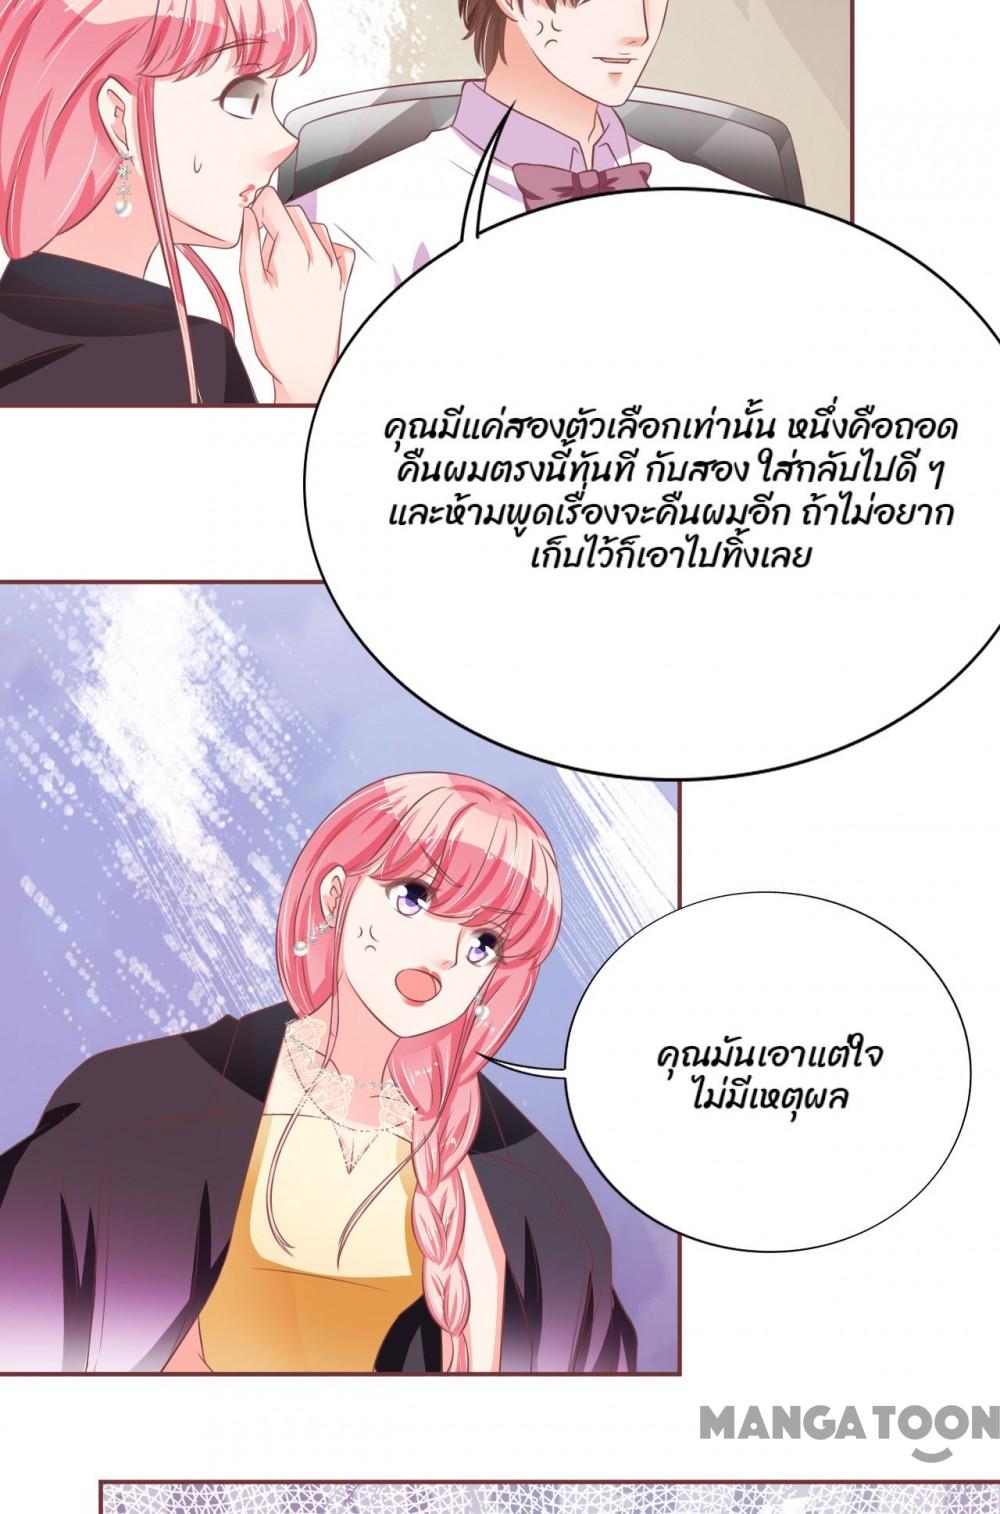 คุณมีแค่สองตัวเลือกเท่านั้น หนึ่งคือถอด
คืนผมตรงนี้ทันที กับสอง ใส่กลับไปดี ๆ
และห้ามพูดเรื่องจะคืนผมอีก ถ้าไม่อยาก
เก็บไว้ก็เอาไปทิ้งเลย
คุณมันเอาแต่ใจ
ไม่มีเหตุผล
MANGATOON